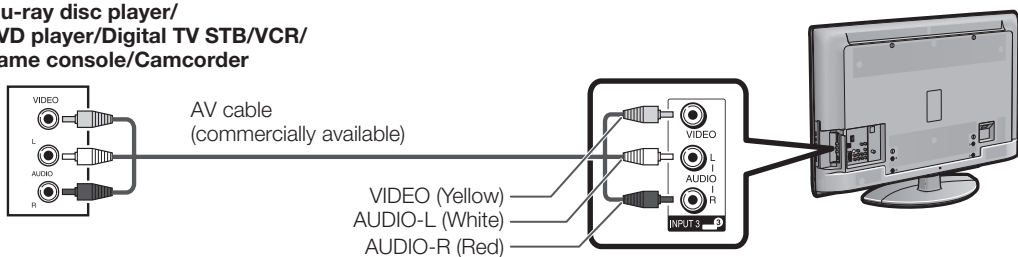 u-ray disc player/
VD player/Digital TV STB/VCR/
ame console/Camcorder
VIDEO
L
AUDIO
R
AV cable
(commercially available)
VIDEO (Yellow)
AUDIO-L (White)
AUDIO-R (Red)
VIDEO
L
AUDIO
R
INPUT 3
3